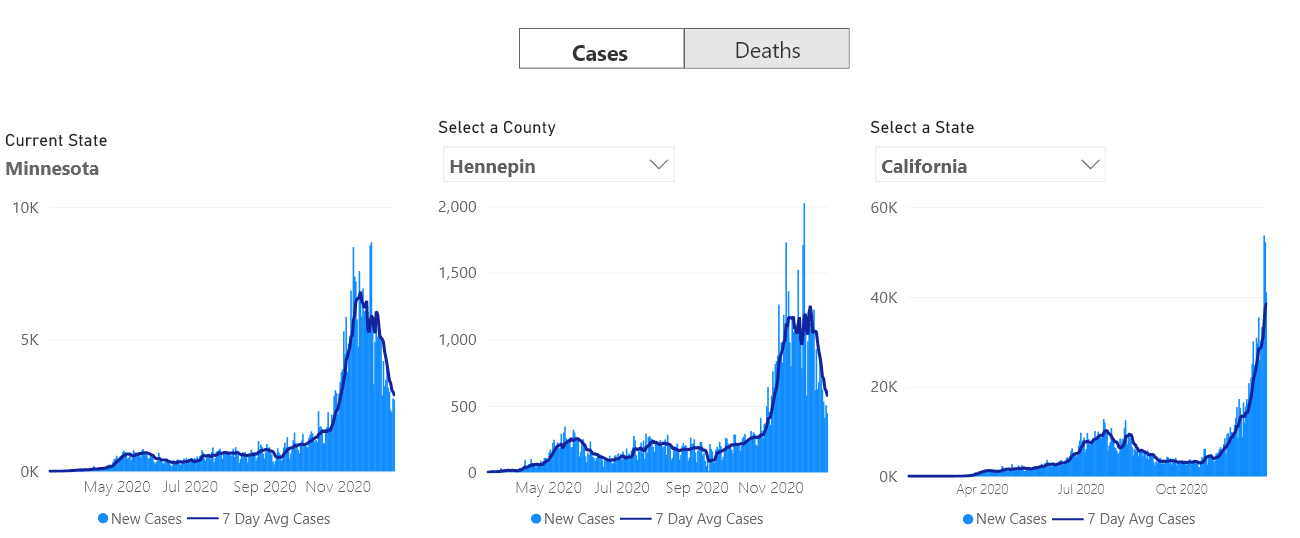 Cases
Deaths
Current State
Minnesota
10K
5K
0K
May 2020 Jul 2020 Sep 2020 Nov 2020
New Cases 7 Day Avg Cases
Select a County
Hennepin
2,000
1,500
1,000
500
0
May 2020 Jul 2020 Sep 2020 Nov 2020
New Cases 7 Day Avg Cases
Select a State
California
60K
40K
20K
0K
Apr 2020 Jul 2020 Oct 2020
New Cases 7 Day Avg Cases